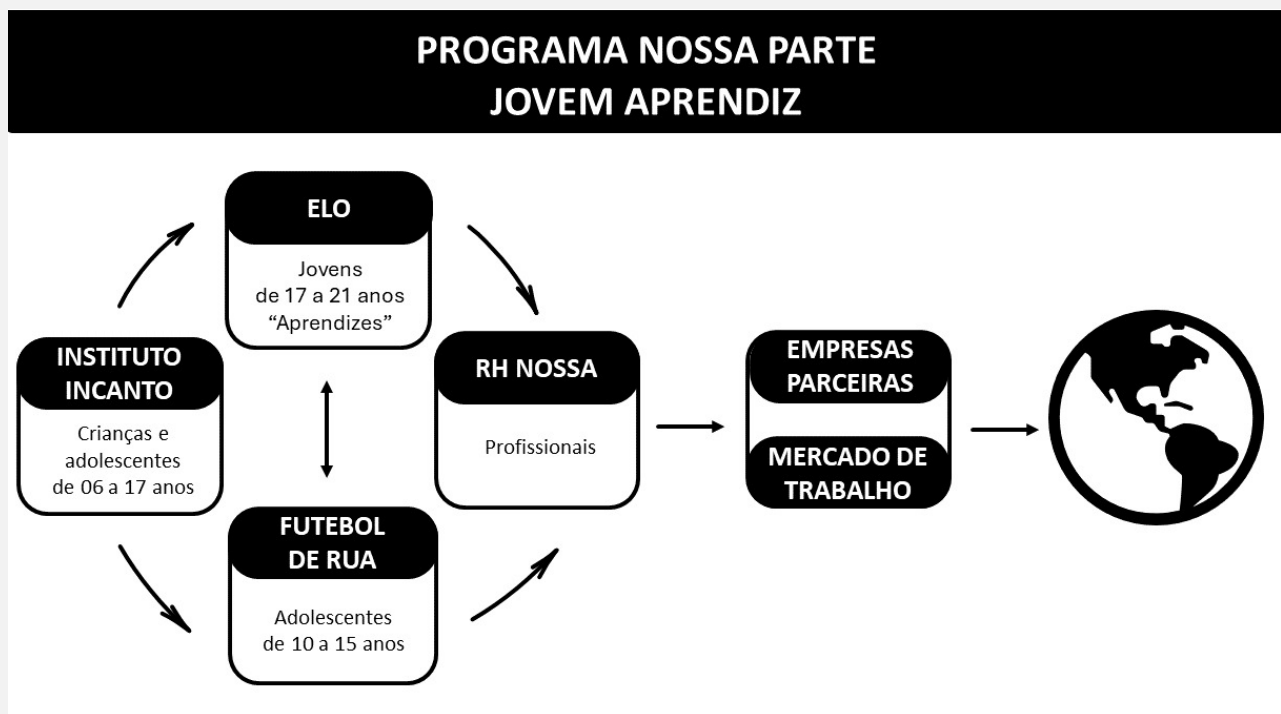 PROGRAMA NOSSA PARTE
JOVEM APRENDIZ
ELO
Jovens
de 17 a 21 anos
“Aprendizes”
INSTITUTO
INCANTO
Crianças e
adolescentes
de 06 a 17 anos
FUTEBOL
DE RUA
Adolescentes
de 10 a 15 anos
RH NOSSA
Profissionais
EMPRESAS
PARCEIRAS
MERCADO DE
TRABALHO